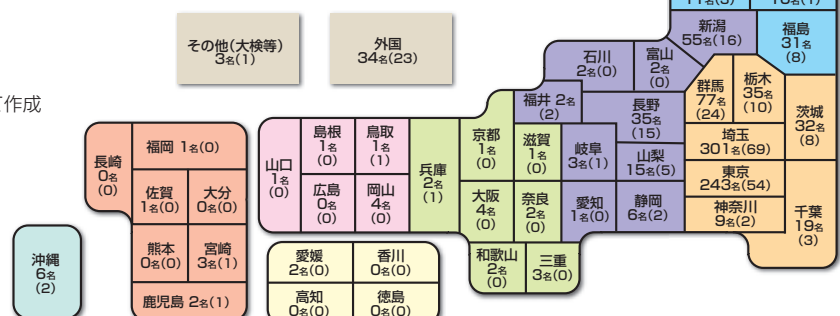 11名(3)
10名(1)
新潟
55名(16)
福島
31名
(8)
その他(大検等)
3名(1)
外国
34名(23)
石川
2名(0)
富山
2名
(0)
群馬
77名
(24)
栃木
35名
(10)
茨城
32名
(8)
作成
福井 2名
(2)
長野
35名
(15)
埼玉
301名(69)
長崎
0名
(0)
福岡 1名(0)
山口
1名
(0)
島根
1名
(0)
鳥取
1名
(1)
兵庫
2名
(1)
京都
1名
(0)
滋賀
1名
(0)
岐阜
3名(1)
山梨
15名(5)
東京
243名(54)
千葉
19名
(3)
佐賀
1名(0)
大分
0名(0)
広島
0名
(0)
岡山
4名
(0)
大阪
4名
(0)
奈良
2名
(0)
愛知
1名(0)
静岡
6名(2)
神奈川
9名(2)
沖縄
6名
(2)
熊本
0名(0)
宮崎
3名(1)
愛媛
2名(0)
香川
0名(0)
和歌山
2名
(0)
三重
3名(0)
鹿児島 2名(1)
高知
0名(0)
徳島
0名(0)